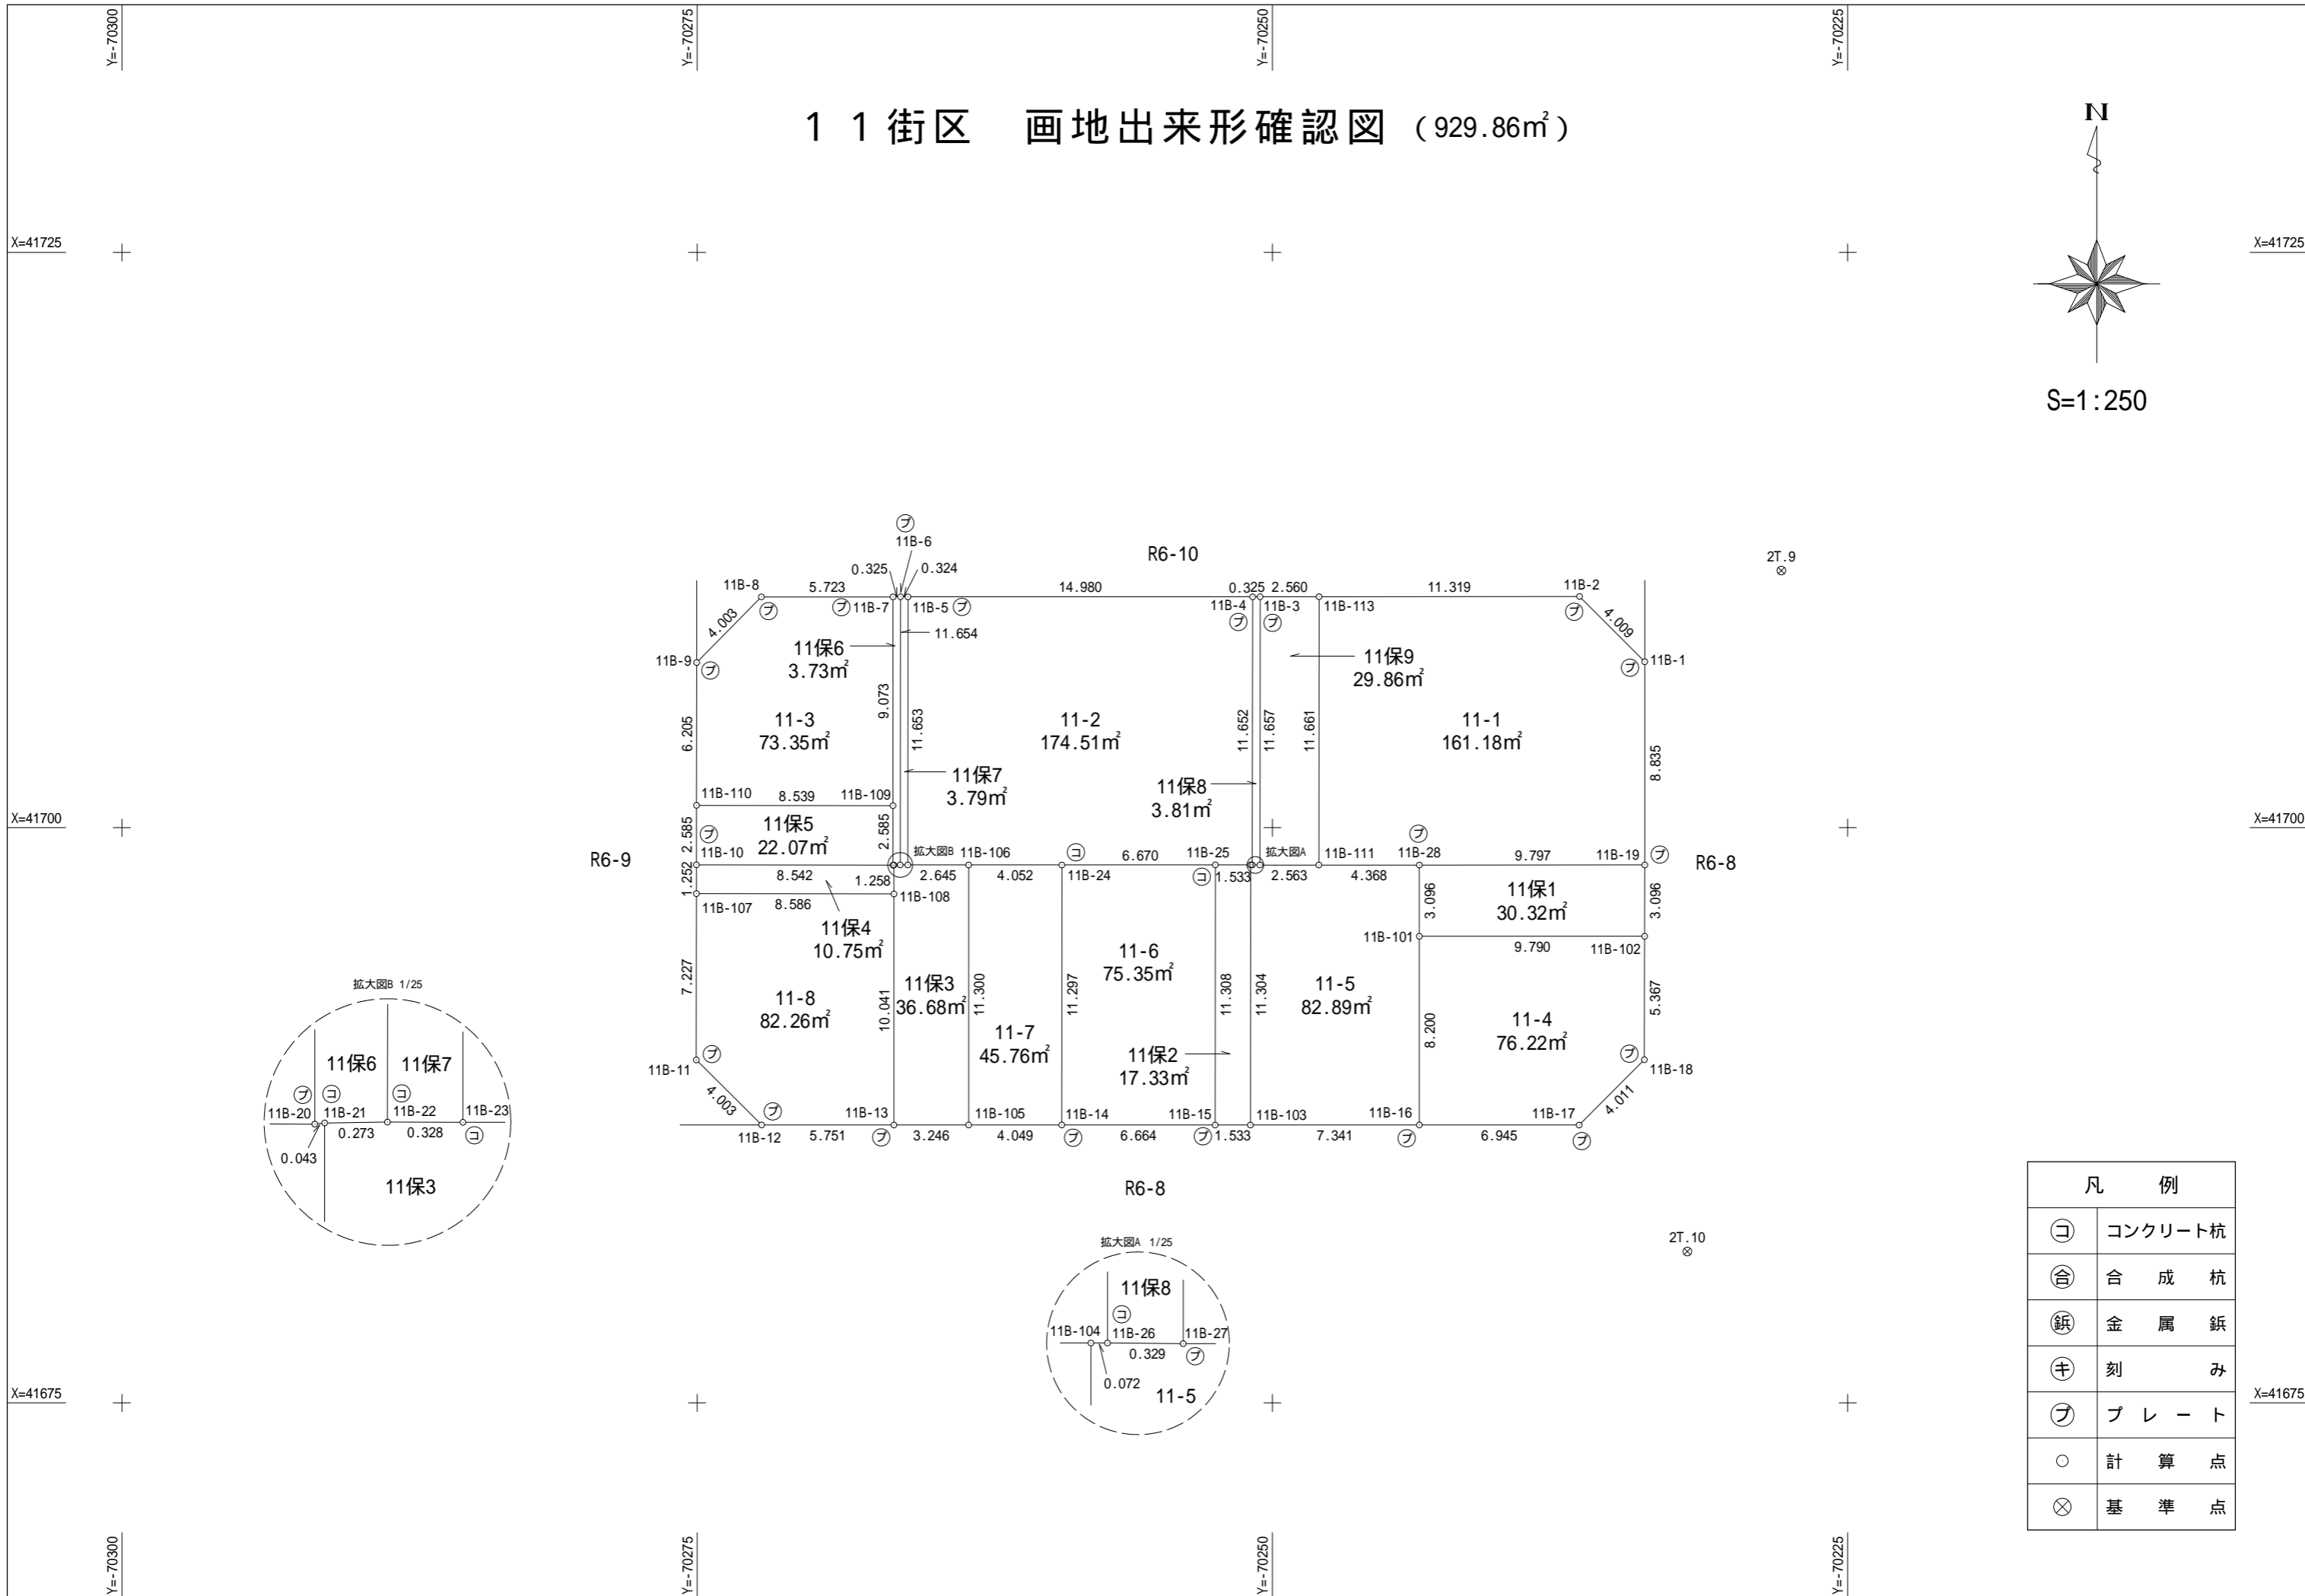 Y=-70300
Y=-70275
Y=-70250
Y=-70225
11街区　画地出来形確認図（929.86㎡）
N
S=1:250
X=41725
X=41725
2T.9
R6-10
11B-6
0.325
0.324
11B-8
5.723
11B-7
11B-5
14.980
11B-4
0.325
2.560
11B-3
11B-113
11.319
11B-2
4.003
4.009
11.654
11B-9
11B-1
11保6
3.73㎡
11保9
29.86㎡
6.205
9.073
11.653
11.652
11.657
11.661
8.835
11-3
73.35㎡
11-2
174.51㎡
11-1
161.18㎡
11保7
3.79㎡
11保8
3.81㎡
11B-110
8.539
11B-109
X=41700
X=41700
2.585
11保5
22.07㎡
2.585
R6-9
11B-10
拡大図B
11B-106
6.670
11B-25
拡大図A
11B-111
11B-28
9.797
11B-19
R6-8
1.252
8.542
1.258
2.645
4.052
11B-24
1.533
2.563
4.368
11B-107
8.586
11B-108
11保4
10.75㎡
3.096
11保1
30.32㎡
3.096
11B-101
9.790
11B-102
7.227
10.041
11.300
11.297
11.308
11.304
8.200
5.367
11-6
75.35㎡
11保3
36.68㎡
11-5
82.89㎡
11-8
82.26㎡
11-7
45.76㎡
11-4
76.22㎡
11保2
17.33㎡
11B-11
11B-18
4.003
4.011
11B-12
5.751
11B-13
3.246
11B-105
4.049
11B-14
6.664
11B-15
1.533
11B-103
7.341
11B-16
6.945
11B-17
R6-8
2T.10
拡大図B 1/25
11保6
11保7
プ
コ
コ
11B-20
11B-21
11B-22
11B-23
0.273
0.328
コ
0.043
11保3
拡大図A 1/25
11保8
コ
11B-104
11B-26
11B-27
0.329
プ
0.072
11-5
凡　例
コ コンクリート杭
合 合成杭
鋲 金属鋲
キ 刻み
プ プレート
計算点
基準点
X=41675
X=41675
Y=-70300
Y=-70275
Y=-70250
Y=-70225